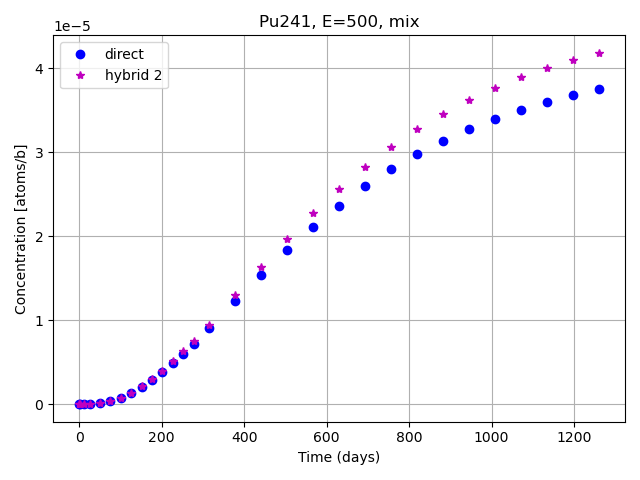 Pu241, E=500, mix
1e−5
direct
hybrid 2
4
3
2
1
0
Concentration [atoms/b]
0 200 400 600 800 1000 1200
Time (days)